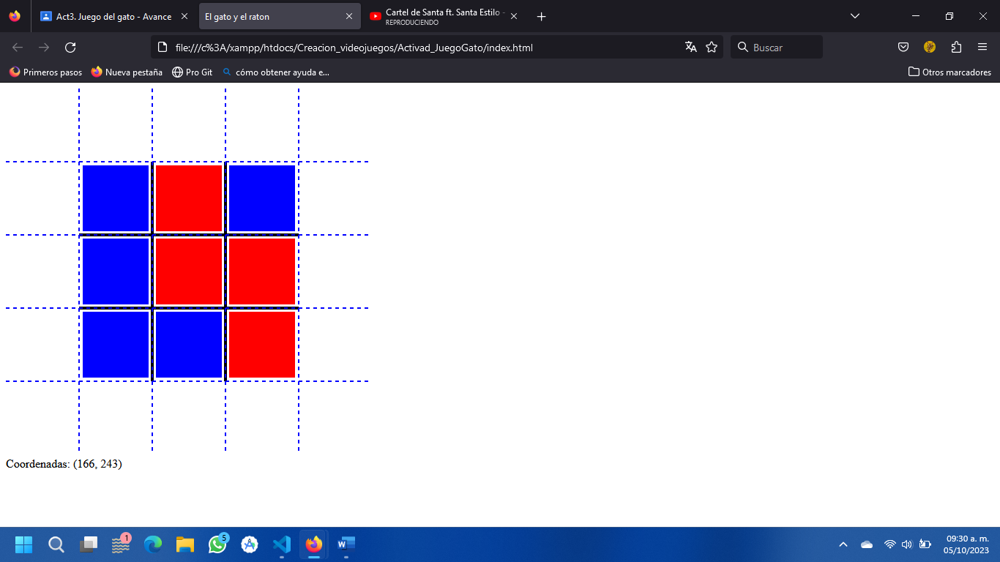 Act3. Juego del gato - Avance
El gato y el raton
Cartel de Santa ft. Santa Estilo -
REPRODUCIENDO
file:///c%3A/xampp/htdocs/Creacion_videojuegos/Activad_JuegoGato/index.html
Buscar
Primeros pasos
Nueva pestaña
Pro Git
cómo obtener ayuda e...
Otros marcadores
Coordenadas: (166, 243)
1
5
09:30 a. m.
05/10/2023